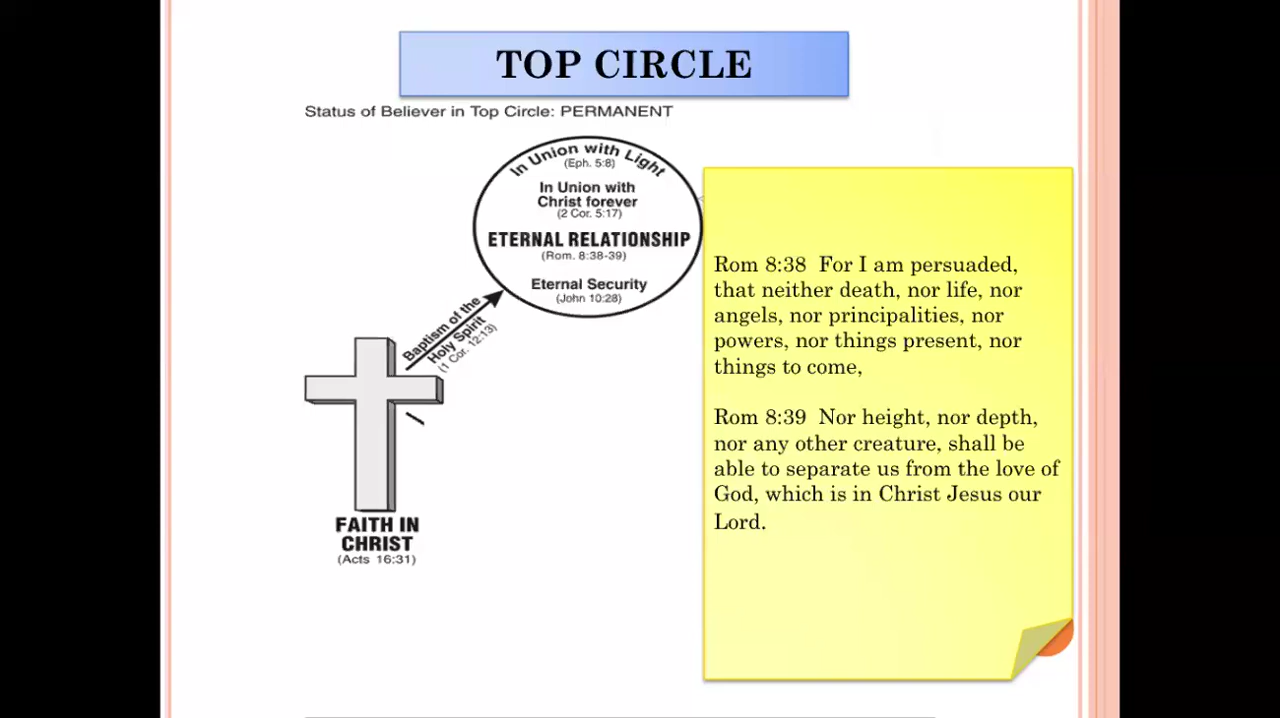 TOP CIRCLE
Status of Believer in Top Circle: PERMANENT
In Union with Light
(Eph. 5:8)
In Union with
Christ forever
(2 Cor. 5:17)
ETERNAL RELATIONSHIP
(Rom. 8:38-39)
Eternal Security
(John 10:28)
Baptism of the
Holy Spirit
(1 Cor. 12:13)
FAITH IN
CHRIST
(Acts 16:31)
Rom 8:38  For I am persuaded,
that neither death, nor life, nor
angels, nor principalities, nor
powers, nor things present, nor
things to come,
Rom 8:39  Nor height, nor depth,
nor any other creature, shall be
able to separate us from the love of
God, which is in Christ Jesus our
Lord.